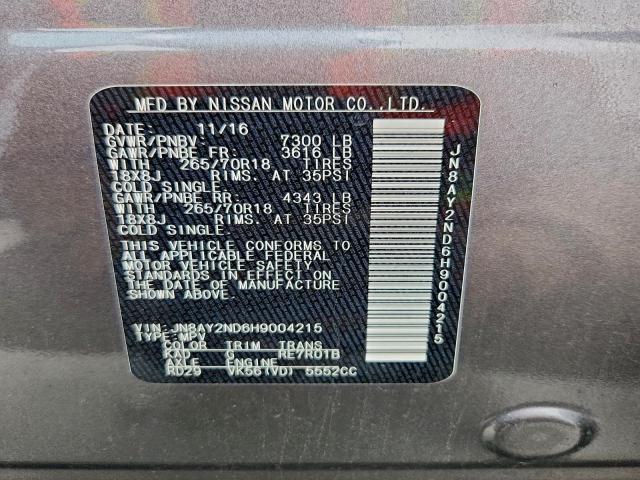 MFD BY NISSAN MOTOR CO.,LTD.
DATE: 11/16
GVWR/PNBV: 7300 LB
GAWR/PNBE FR: 3616 LB
WITH 265/70R18 TIRES
18X8J RIMS. AT 35PSI
COLD SINGLE.
GAWR/PNBE RR: 4343 LB
WITH 265/70R18 TIRES
18X8J RIMS. AT 35PSI
COLD SINGLE.
THIS VEHICLE CONFORMS TO
ALL APPLICABLE FEDERAL
MOTOR VEHICLE SAFETY
STANDARDS IN EFFECT ON
THE DATE OF MANUFACTURE
SHOWN ABOVE.
VIN: JN8AY2ND6H9004215
TYPE: MPV
COLOR TRIM TRANS
KAD G RE7R01B
AXLE ENGINE
RD29 VK56(VD) 5552CC
JN8AY2ND6H9004215